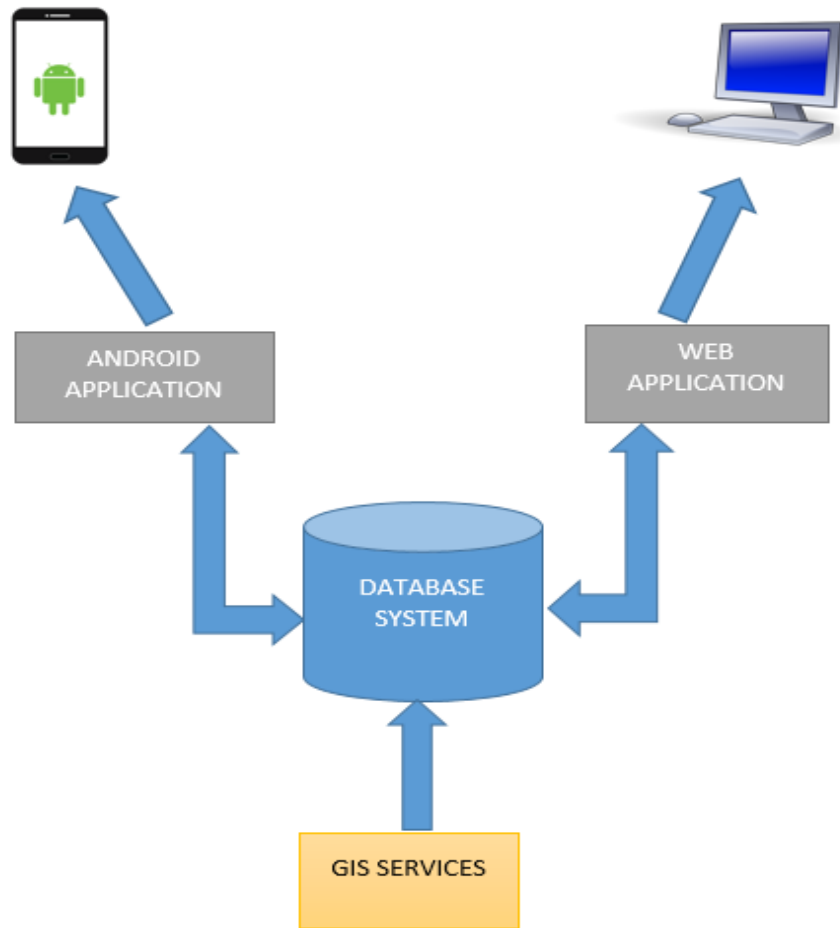 ANDROID
APPLICATION
WEB
APPLICATION
DATABASE
SYSTEM
GIS SERVICES